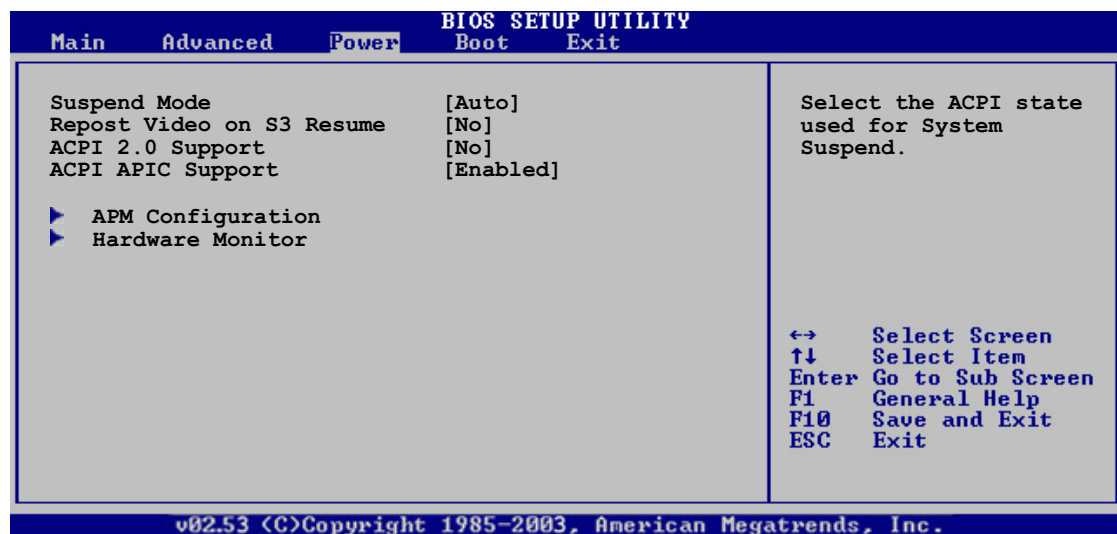 BIOS SETUP UTILITY
Main Advanced Power Boot Exit
Suspend Mode [Auto]
Repost Video on S3 Resume [No]
ACPI 2.0 Support [No]
ACPI APIC Support [Enabled]
APM Configuration
Hardware Monitor
Select the ACPI state
used for System
Suspend.
←→ Select Screen
↑↓ Select Item
Enter Go to Sub Screen
F1 General Help
F10 Save and Exit
ESC Exit
v02.53 (C)Copyright 1985-2003, American Megatrends, Inc.